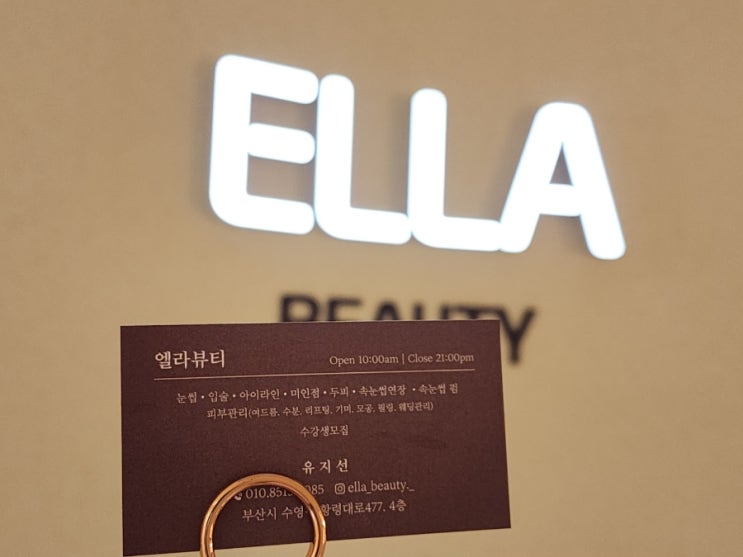 ELLA
BEAUTY
엘라뷰티
Open 10:00am | Close 21:00pm
눈썹 • 입술 • 아이라인 • 미인점 • 두피 • 속눈썹연장 • 속눈썹 펌
피부관리(여드름, 수분, 리프팅, 기미, 모공, 필링, 웨딩관리)
수강생모집
유지선
ella_beauty._
부산시 황령대로477, 4층